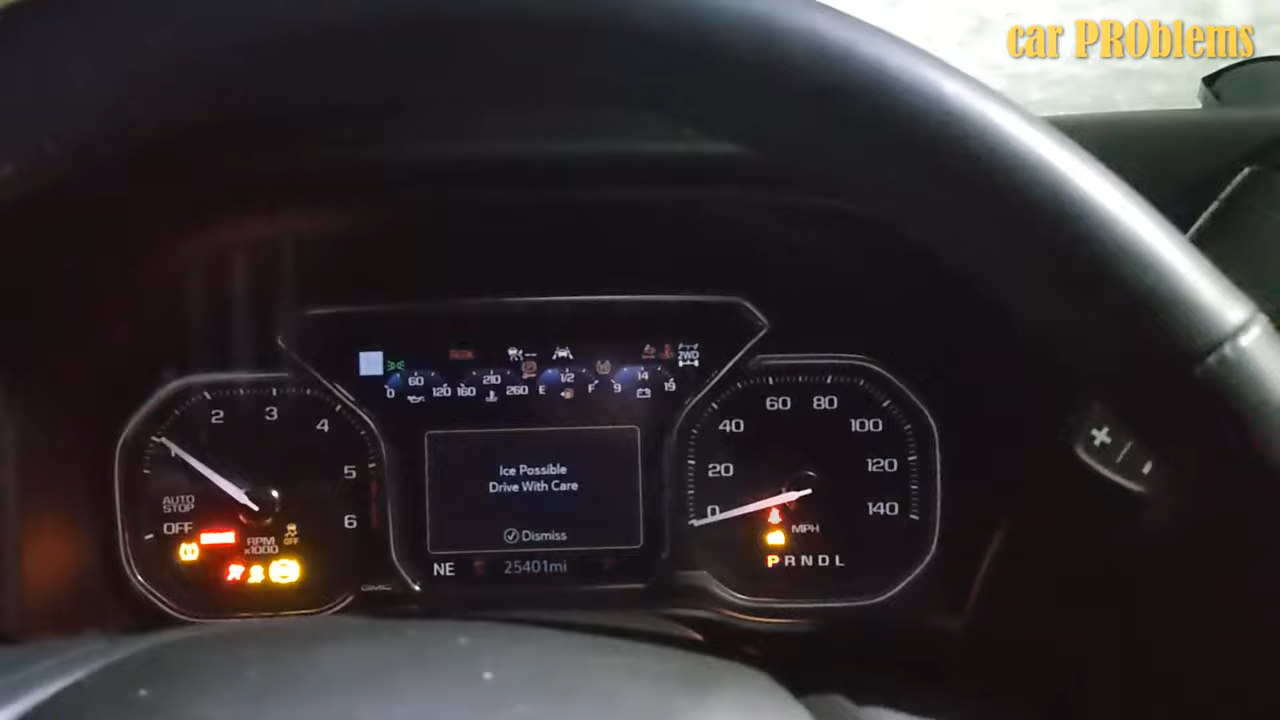 car PROblems
2WD
60 210 1/2 14
0 120 160 260 E F 9 19
2 3 4 5 6
AUTO
STOP
OFF
RPM
x1000
OFF
GMC
Ice Possible
Drive With Care
Dismiss
NE 25401mi
0 20 40 60 80 100 120 140
MPH
P R N D L